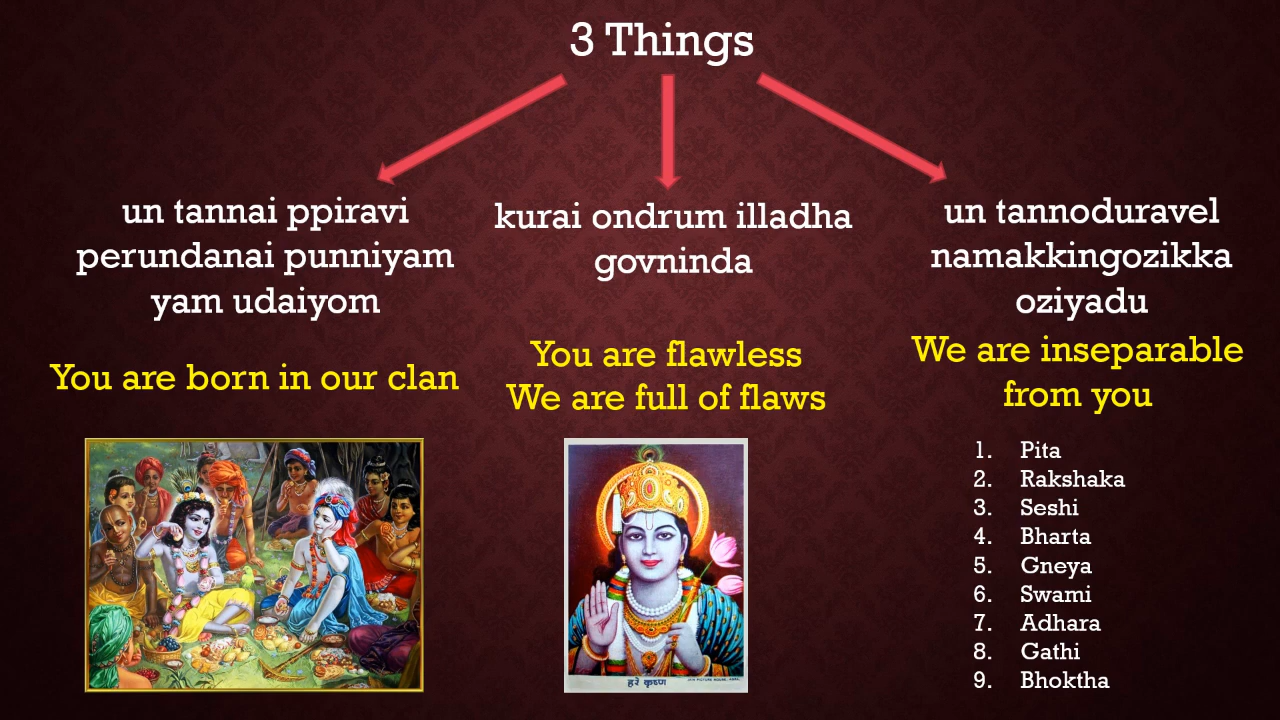 3 Things
un tannai ppiravi
perundanai punniyam
yam udaiyom
You are born in our clan
kurai ondrum illadha
govninda
You are flawless
We are full of flaws
हरे कृष्ण
un tannoduravel
namakkingozikka
oziyadu
We are inseparable
from you
1. Pita
2. Rakshaka
3. Seshi
4. Bharta
5. Gneya
6. Swami
7. Adhara
8. Gathi
9. Bhoktha